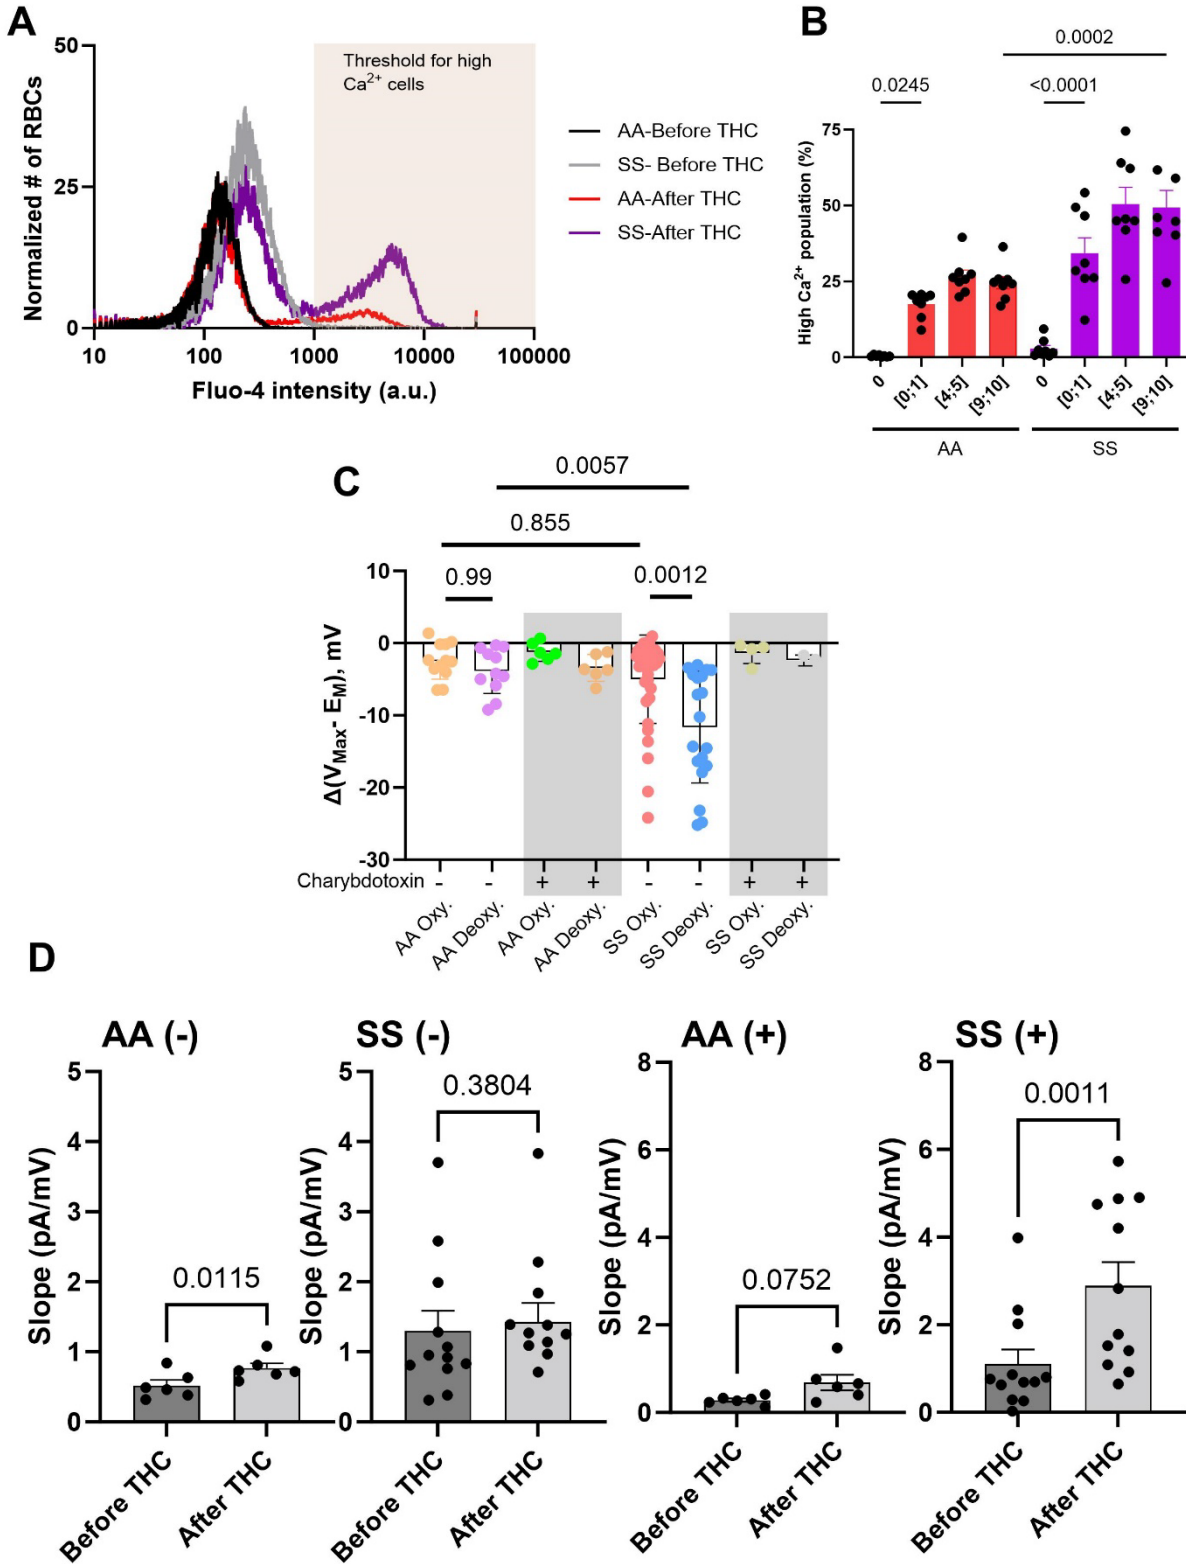 A
50
25
0
Normalized # of RBCs
Threshold for high
Ca2+ cells
10
100
1000
10000
100000
Fluo-4 intensity (a.u.)
AA-Before THC
SS- Before THC
AA-After THC
SS-After THC
B
0.0002
0.0245
<0.0001
75
50
25
0
High Ca2+ population (%)
0
[0;1]
[4;5]
[9;10]
0
[0;1]
[4;5]
[9;10]
AA
SS
C
0.0057
0.855
0.99
0.0012
10
0
-10
-20
-30
Δ(VMax- EM), mV
Charybdotoxin - - + + - - + +
AA Oxy.
AA Deoxy.
AA Oxy.
AA Deoxy.
SS Oxy.
SS Deoxy.
SS Oxy.
SS Deoxy.
D
AA (-)
5
4
3
2
1
0
Slope (pA/mV)
0.0115
Before THC
After THC
SS (-)
5
4
3
2
1
0
Slope (pA/mV)
0.3804
Before THC
After THC
AA (+)
8
6
4
2
0
Slope (pA/mV)
0.0752
Before THC
After THC
SS (+)
8
6
4
2
0
Slope (pA/mV)
0.0011
Before THC
After THC